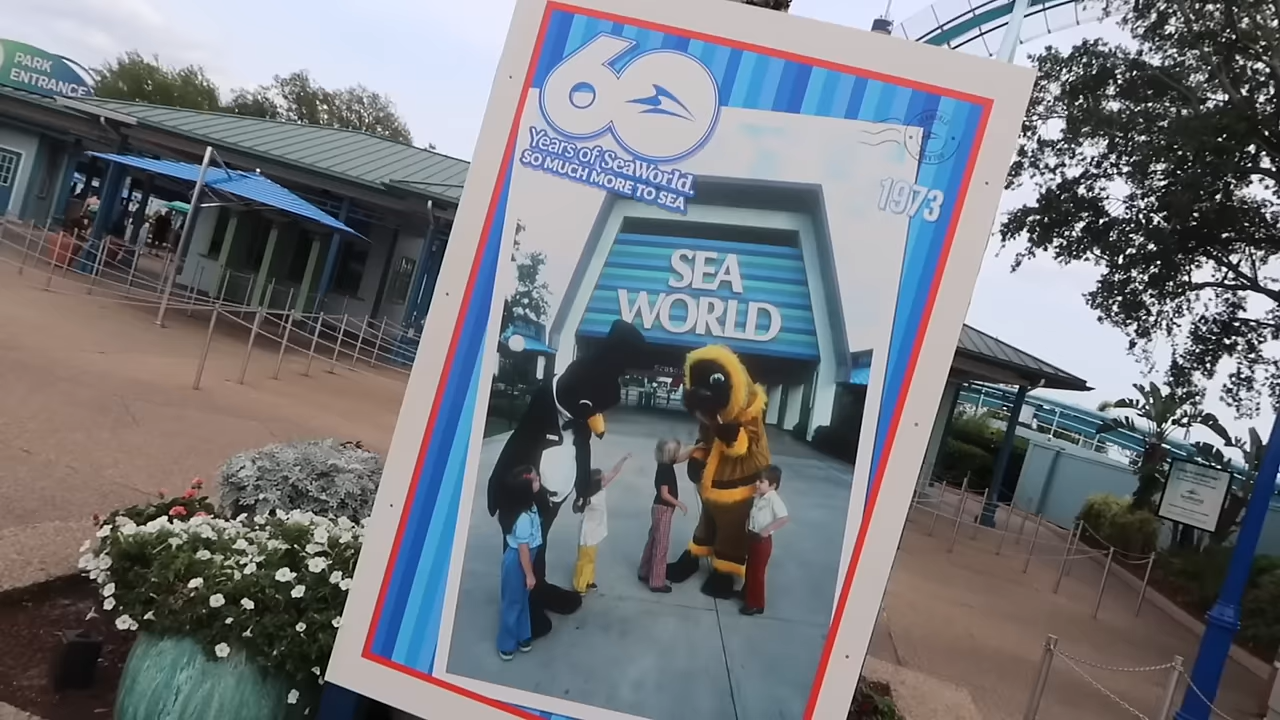 PARK
ENTRANCE
60
Years of SeaWorld
SO MUCH MORE TO SEA
1973
SEA
WORLD